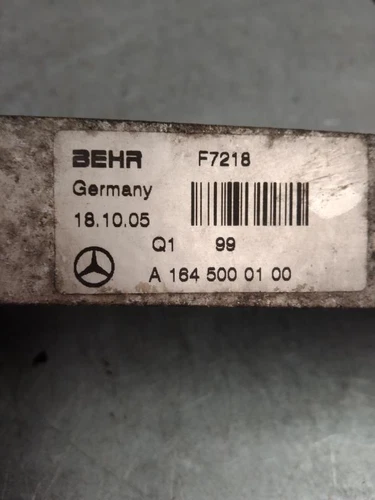 BEHR F7218
Germany
18.10.05
Q1 99
A 164 500 01 00